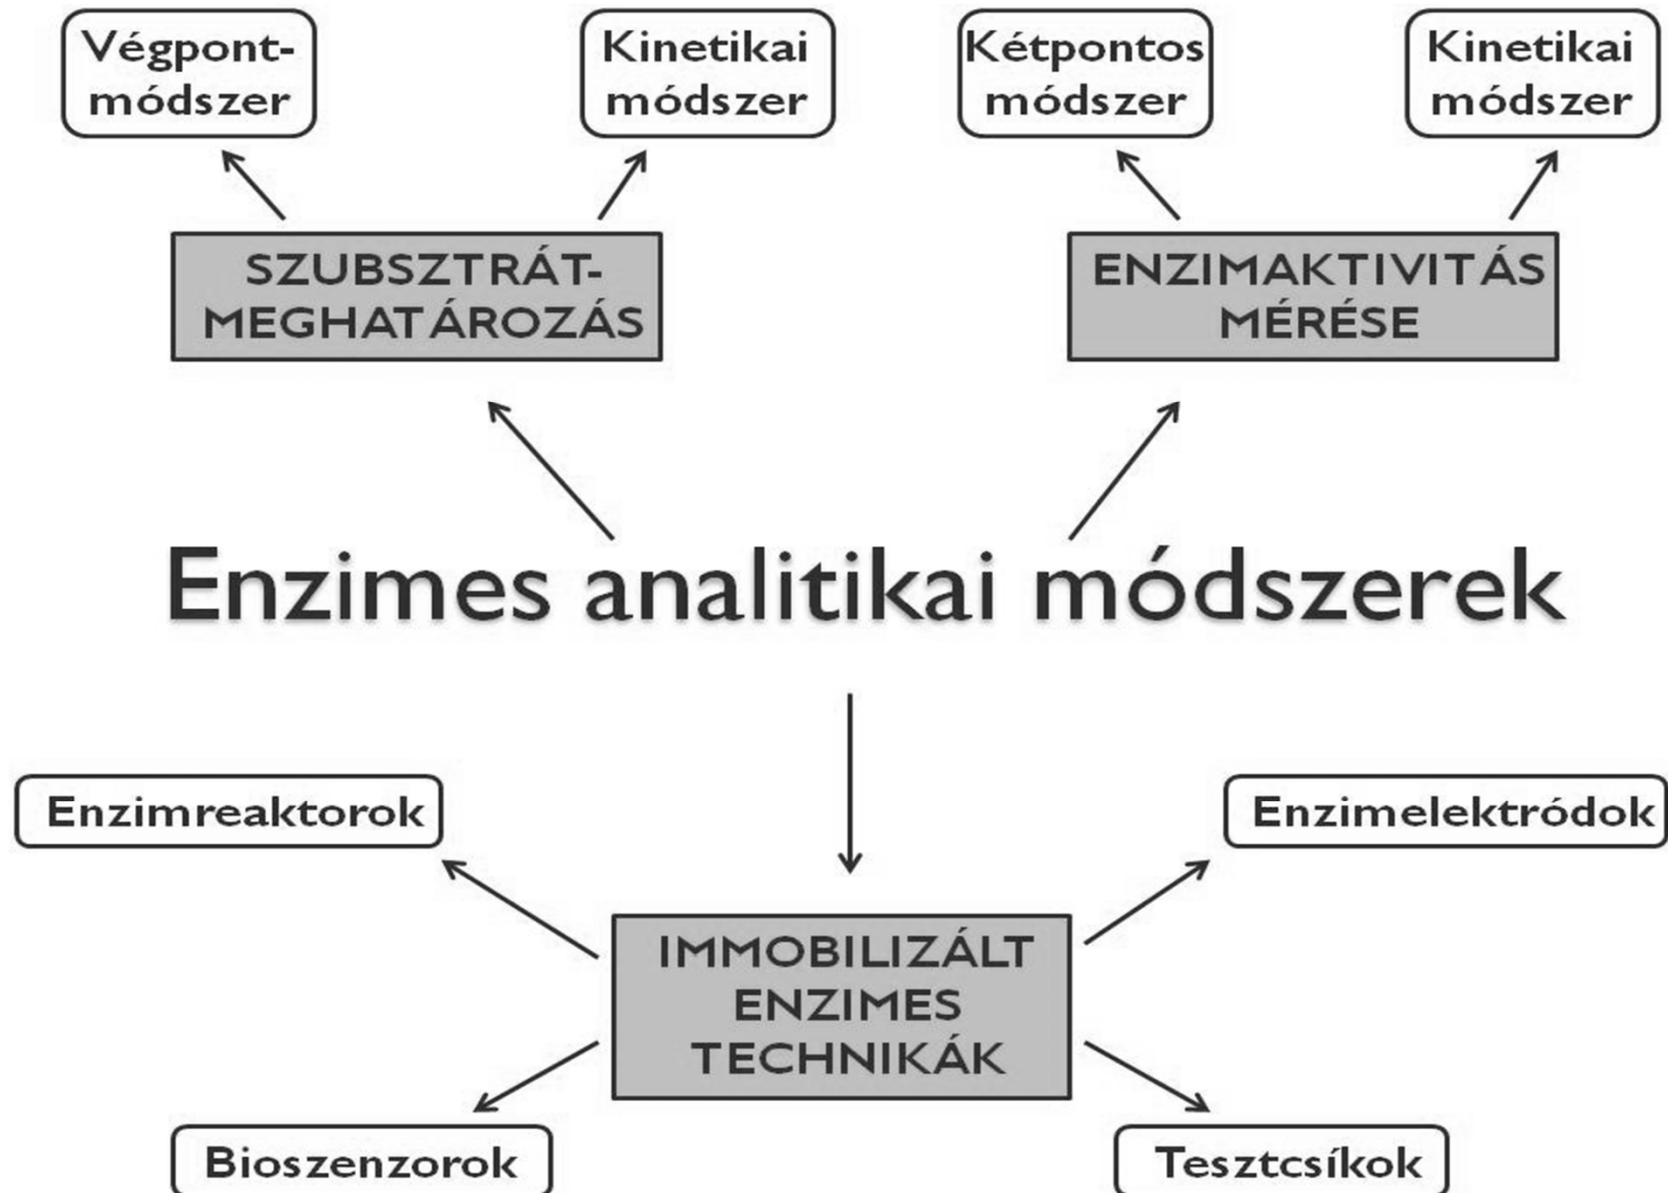 Végpont-
módszer
Kinetikai
módszer
Kétpontos
módszer
Kinetikai
módszer
SZUBSZTRÁT-
MEGHATÁROZÁS
ENZIMAKTIVITÁS
MÉRÉSE
Enzimes analitikai módszerek
Enzimreaktorok
Enzimelektródok
IMMOBILIZÁLT
ENZIMES
TECHNIKÁK
Bioszenzorok
Tesztcsíkok